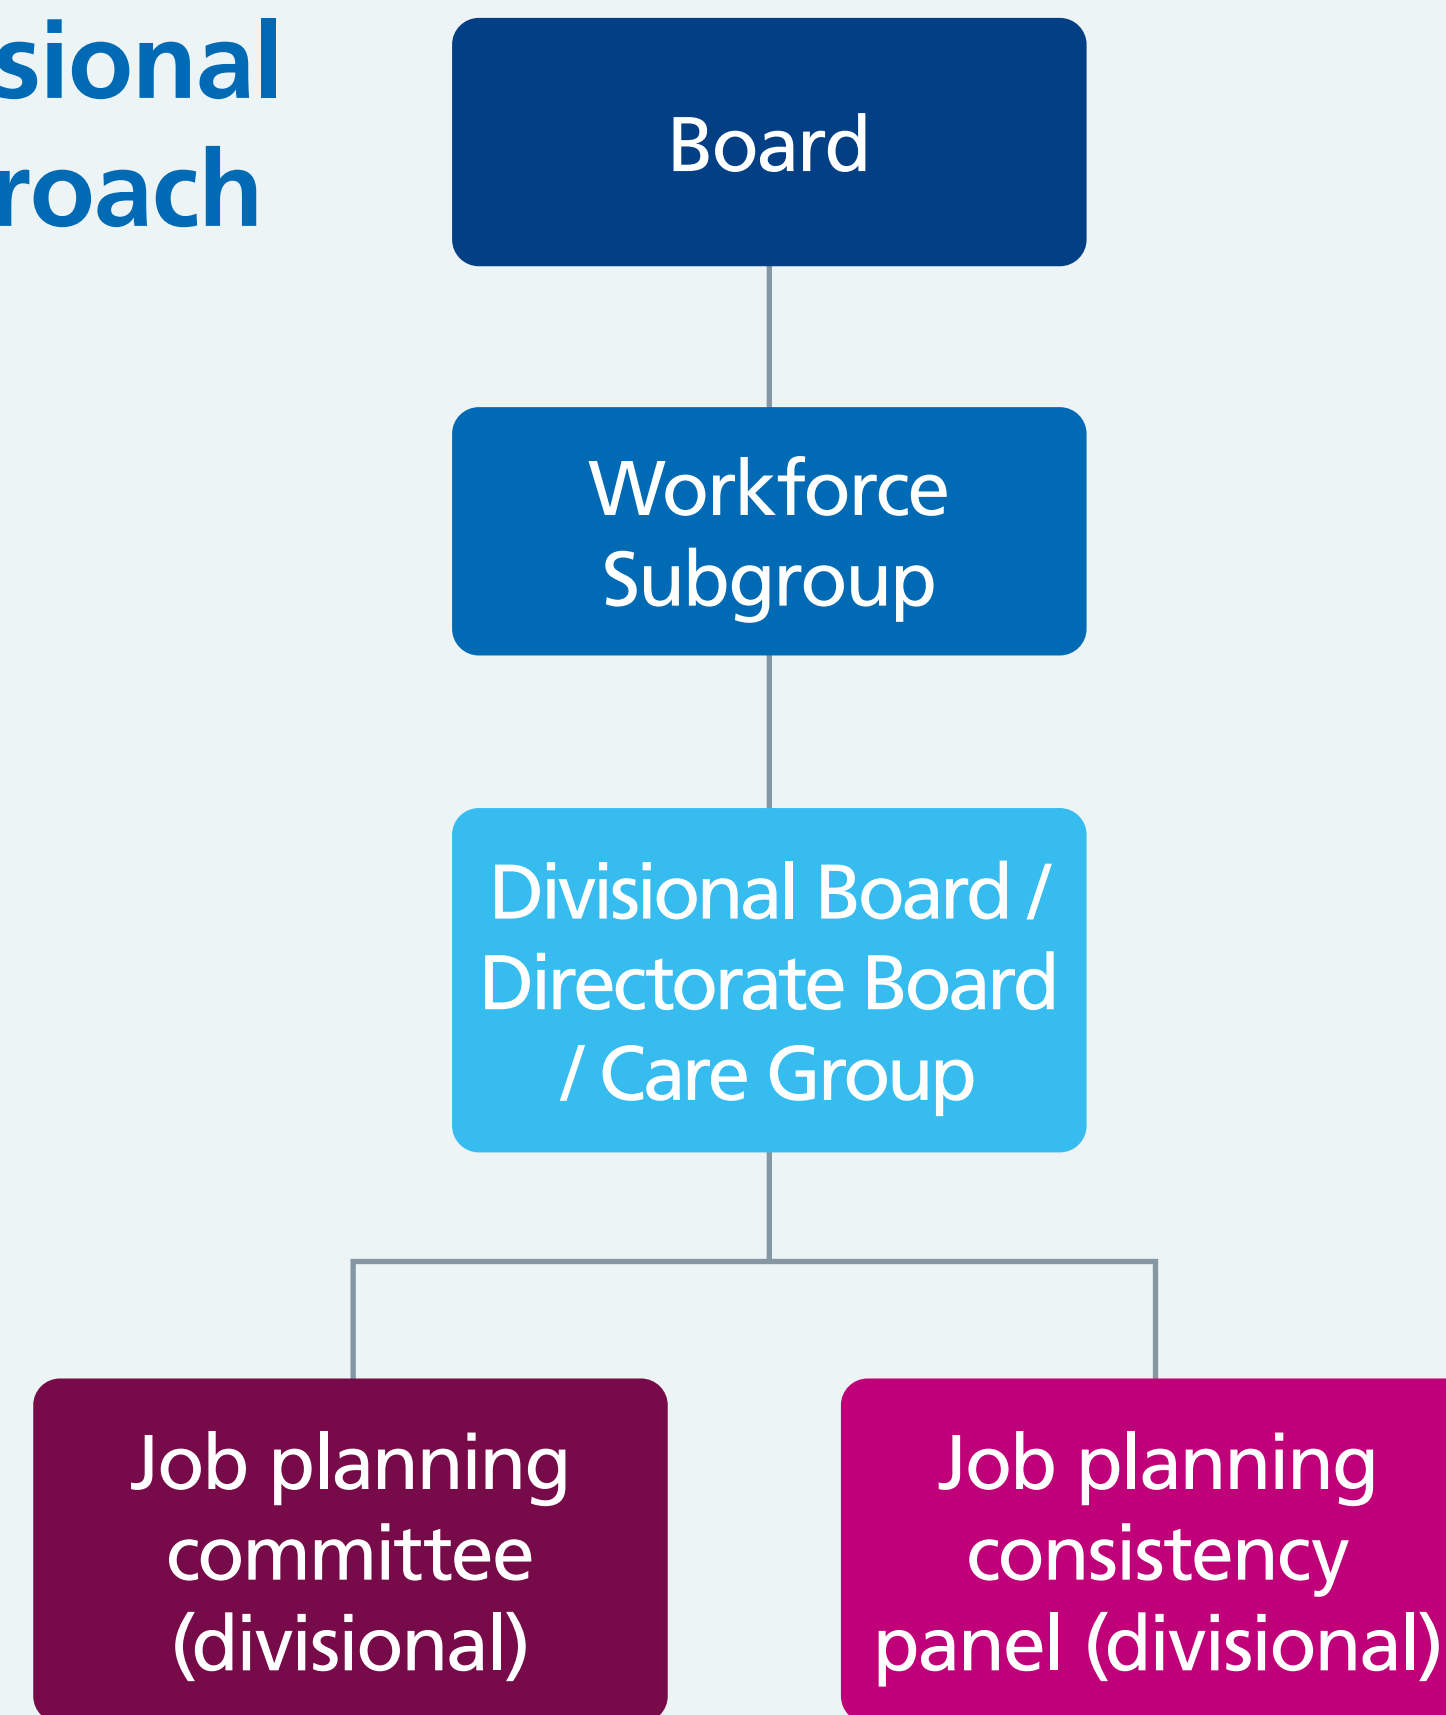 sional
roach
Board
Workforce
Subgroup
Divisional Board /
Directorate Board
/ Care Group
Job planning
committee
(divisional)
Job planning
consistency
panel (divisional)